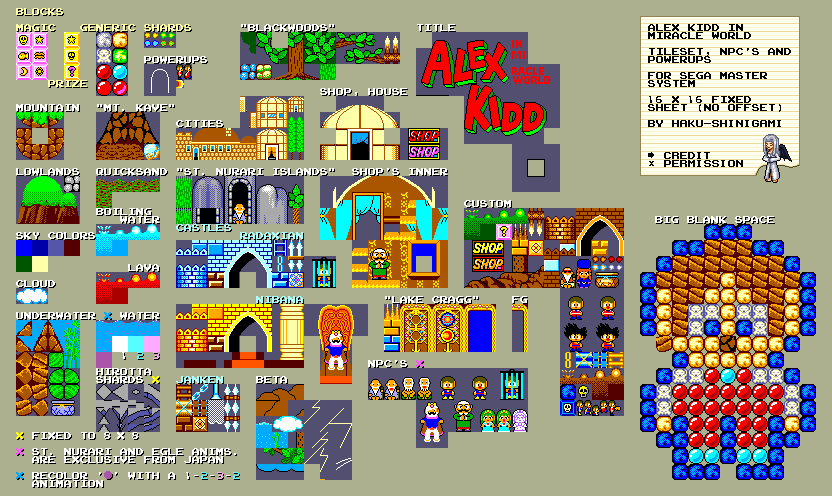 BLOCKS
MAGIC
GENERIC
SHARDS
PRIZE
POWERUPS
"BLACKWOODS"
TITLE
ALEX
KIDD
IN
MIRACLE
WORLD
SHOP, HOUSE
SHOP
SHOP
MOUNTAIN
"MT. KAVE"
CITIES
LOWLANDS
QUICKSAND
"ST. NURARI ISLANDS"
SHOP'S INNER
CUSTOM
SHOP
SHOP
BOILING
WATER
SKY COLORS
CASTLES
RADAXIAN
LAVA
CLOUD
NIBANA
"LAKE CRAGG"
FG
UNDERWATER
X WATER
1 2 3
HIROTTA
SHARDS X
JANKEN
BETA
NPC'S X
X FIXED TO 8 X 8
X ST. NURARI AND EGLE ANIMS.
ARE EXCLUSIVE FROM JAPAN
X RECOLOR '●' WITH A 1-2-3-2
ANIMATION
ALEX KIDD IN
MIRACLE WORLD
TILESET, NPC'S AND
POWERUPS
FOR SEGA MASTER
SYSTEM
16 X 16 FIXED
SHEET (NO OFFSET)
BY HAKU-SHINIGAMI
CREDIT
X PERMISSION
BIG BLANK SPACE